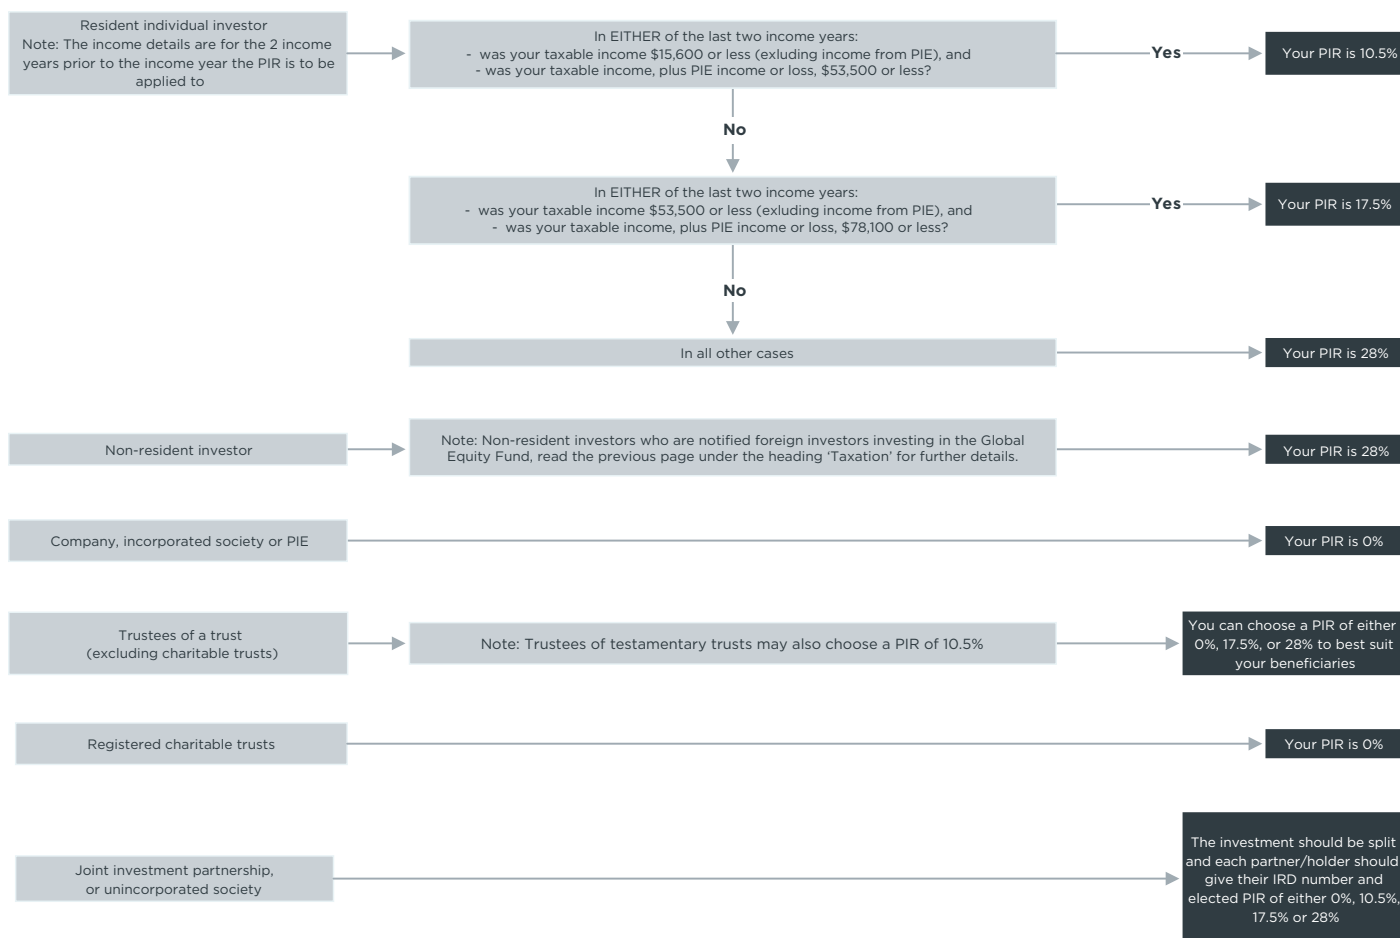 Resident individual investor
Note: The income details are for the 2 income
years prior to the income year the PIR is to be
applied to
In EITHER of the last two income years:
- was your taxable income $15,600 or less (exluding income from PIE), and
- was your taxable income, plus PIE income or loss, $53,500 or less?
Yes
Your PIR is 10.5%
No
In EITHER of the last two income years:
- was your taxable income $53,500 or less (exluding income from PIE), and
- was your taxable income, plus PIE income or loss, $78,100 or less?
Yes
Your PIR is 17.5%
No
In all other cases
Your PIR is 28%
Non-resident investor
Note: Non-resident investors who are notified foreign investors investing in the Global
Equity Fund, read the previous page under the heading ‘Taxation’ for further details.
Your PIR is 28%
Company, incorporated society or PIE
Your PIR is 0%
Trustees of a trust
(excluding charitable trusts)
Note: Trustees of testamentary trusts may also choose a PIR of 10.5%
You can choose a PIR of either
0%, 17.5%, or 28% to best suit
your beneficiaries
Registered charitable trusts
Your PIR is 0%
Joint investment partnership,
or unincorporated society
The investment should be split
and each partner/holder should
give their IRD number and
elected PIR of either 0%, 10.5%,
17.5% or 28%